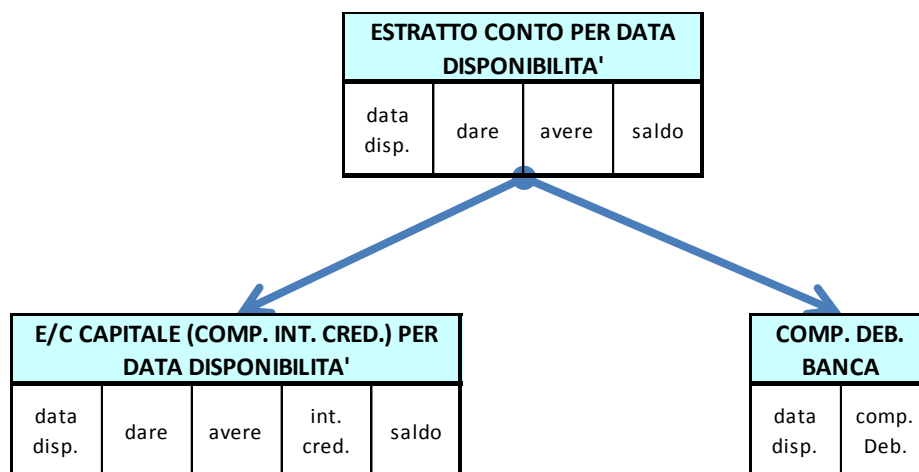 ESTRATTO CONTO PER DATA
DISPONIBILITA'
data
disp.
dare
avere
saldo
E/C CAPITALE (COMP. INT. CRED.) PER
DATA DISPONIBILITA'
data
disp.
dare
avere
int.
cred.
saldo
COMP. DEB.
BANCA
data
disp.
comp.
Deb.